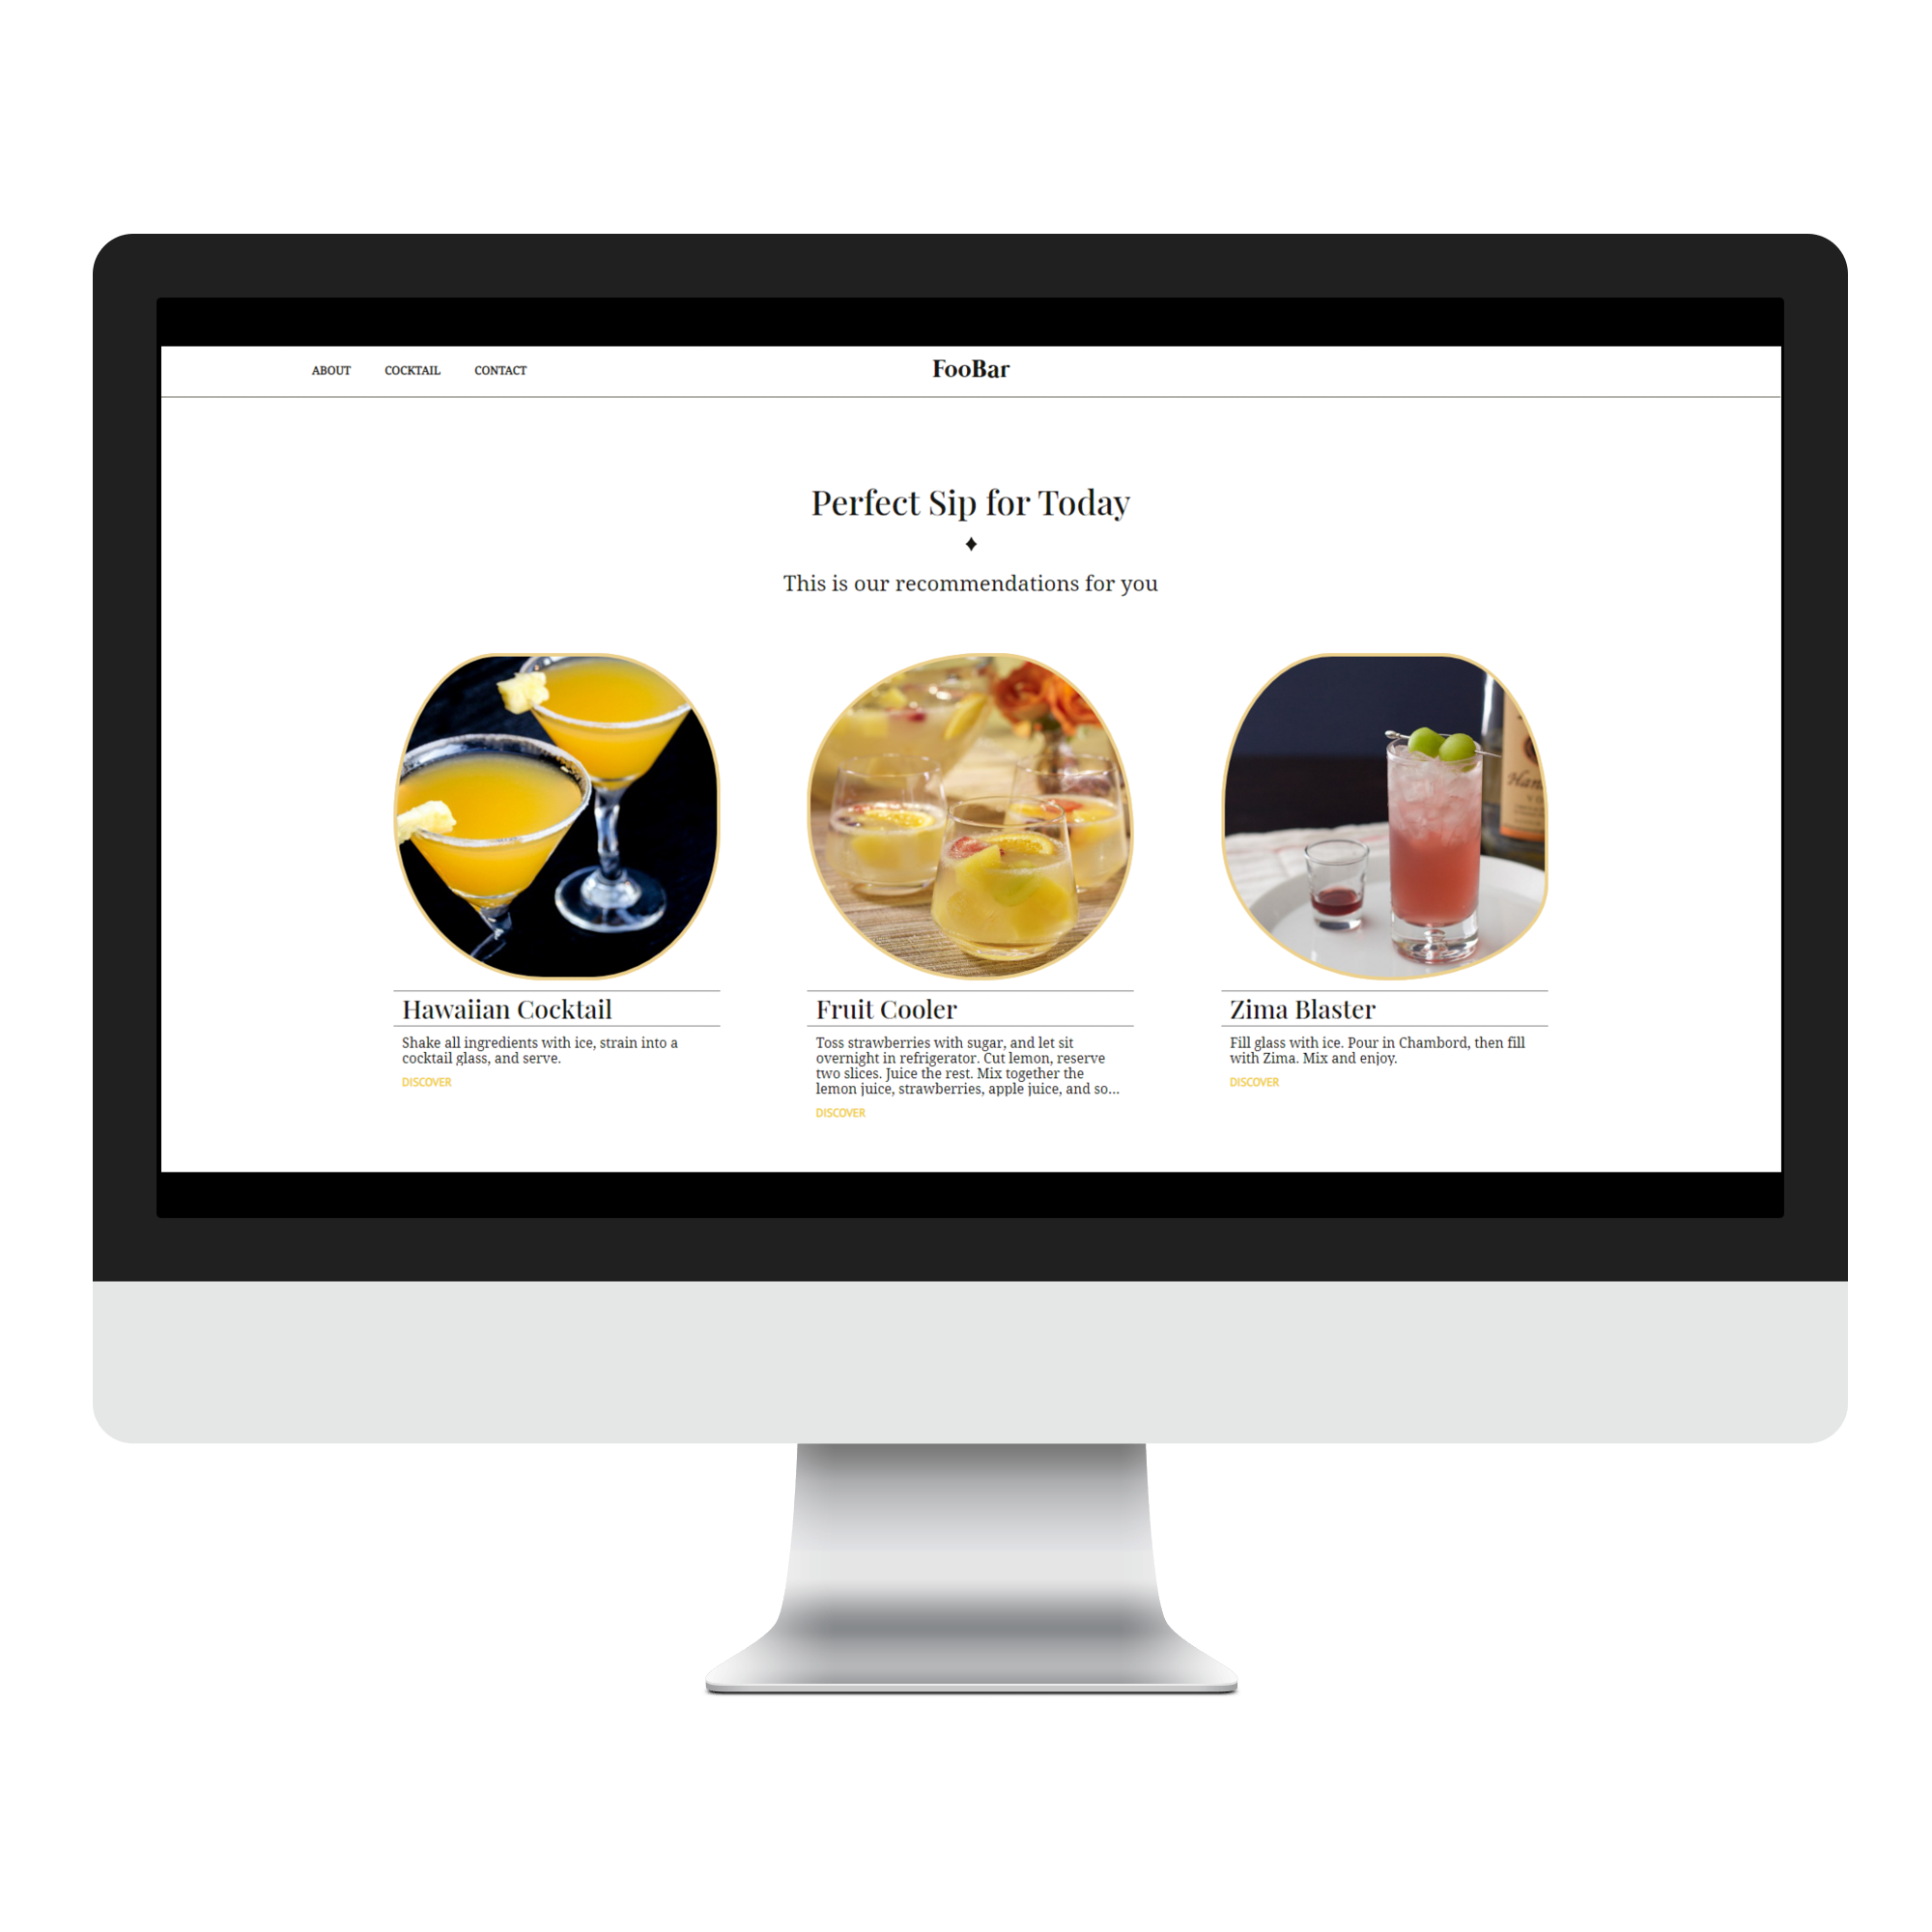 ABOUT COCKTAIL CONTACT FooBar
Perfect Sip for Today
This is our recommendations for you
Hawaiian Cocktail
Shake all ingredients with ice, strain into a
cocktail glass, and serve.
DISCOVER
Fruit Cooler
Toss strawberries with sugar, and let sit
overnight in refrigerator. Cut lemon, reserve
two slices. Juice the rest. Mix together the
lemon juice, strawberries, apple juice, and so...
DISCOVER
Zima Blaster
Fill glass with ice. Pour in Chambord, then fill
with Zima. Mix and enjoy.
DISCOVER